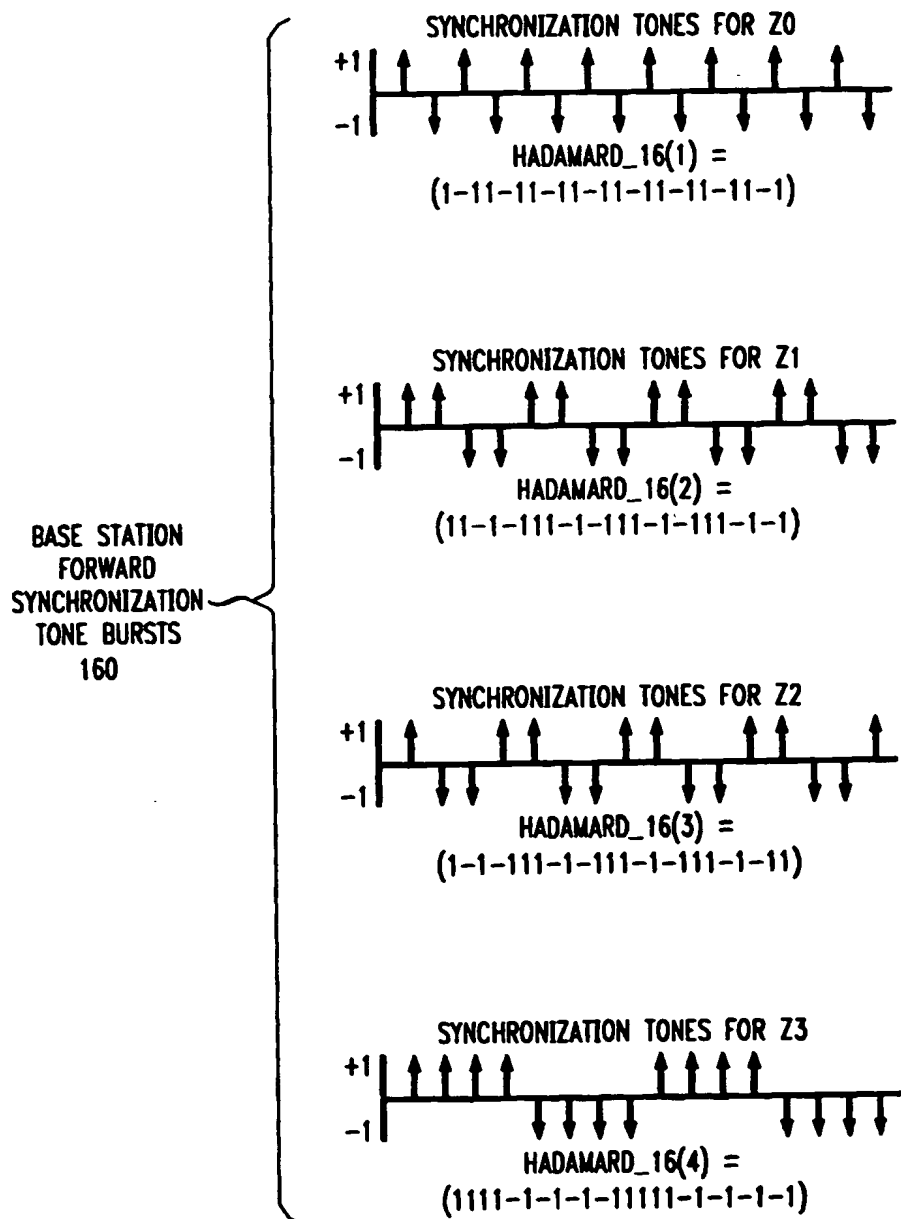 SYNCHRONIZATION TONES FOR Z0
+1
-1
HADAMARD_16(1) =
(1-11-11-11-11-11-11-11-1)
SYNCHRONIZATION TONES FOR Z1
+1
-1
HADAMARD_16(2) =
(11-1-111-1-111-1-111-1-1)
BASE STATION
FORWARD
SYNCHRONIZATION
TONE BURSTS
160
SYNCHRONIZATION TONES FOR Z2
+1
-1
HADAMARD_16(3) =
(1-1-111-1-111-1-111-1-11)
SYNCHRONIZATION TONES FOR Z3
+1
-1
HADAMARD_16(4) =
(1111-1-1-1-11111-1-1-1-1)